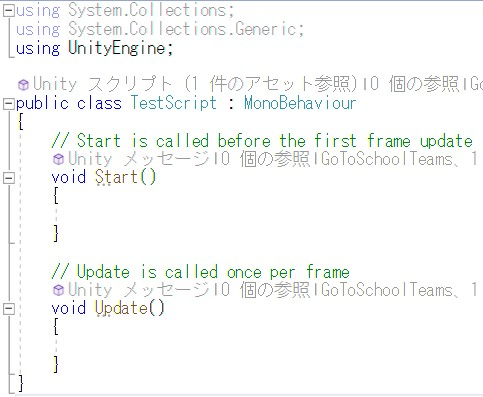 using System.Collections;
using System.Collections.Generic;
using UnityEngine;
Unity スクリプト (1 件のアセット参照)|0 個の参照|Go
public class TestScript : MonoBehaviour
{
// Start is called before the first frame update
Unity メッセージ|0 個の参照|GoToSchoolTeams、1
void Start()
{
}
// Update is called once per frame
Unity メッセージ|0 個の参照|GoToSchoolTeams、1
void Update()
{
}
}